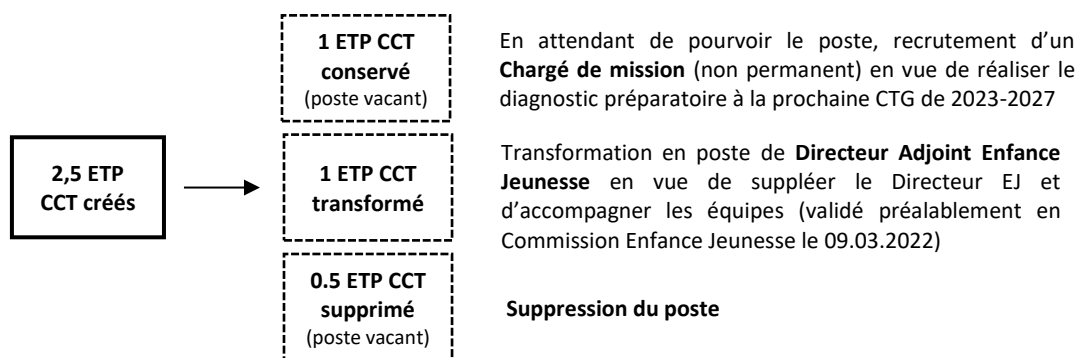 1 ETP CCT
conservé
(poste vacant)
En attendant de pourvoir le poste, recrutement d'un
Chargé de mission (non permanent) en vue de réaliser le
diagnostic préparatoire à la prochaine CTG de 2023-2027
2,5 ETP
CCT créés
1 ETP CCT
transformé
Transformation en poste de Directeur Adjoint Enfance
Jeunesse en vue de suppléer le Directeur EJ et
d'accompagner les équipes (validé préalablement en
Commission Enfance Jeunesse le 09.03.2022)
0.5 ETP CCT
supprimé
(poste vacant)
Suppression du poste